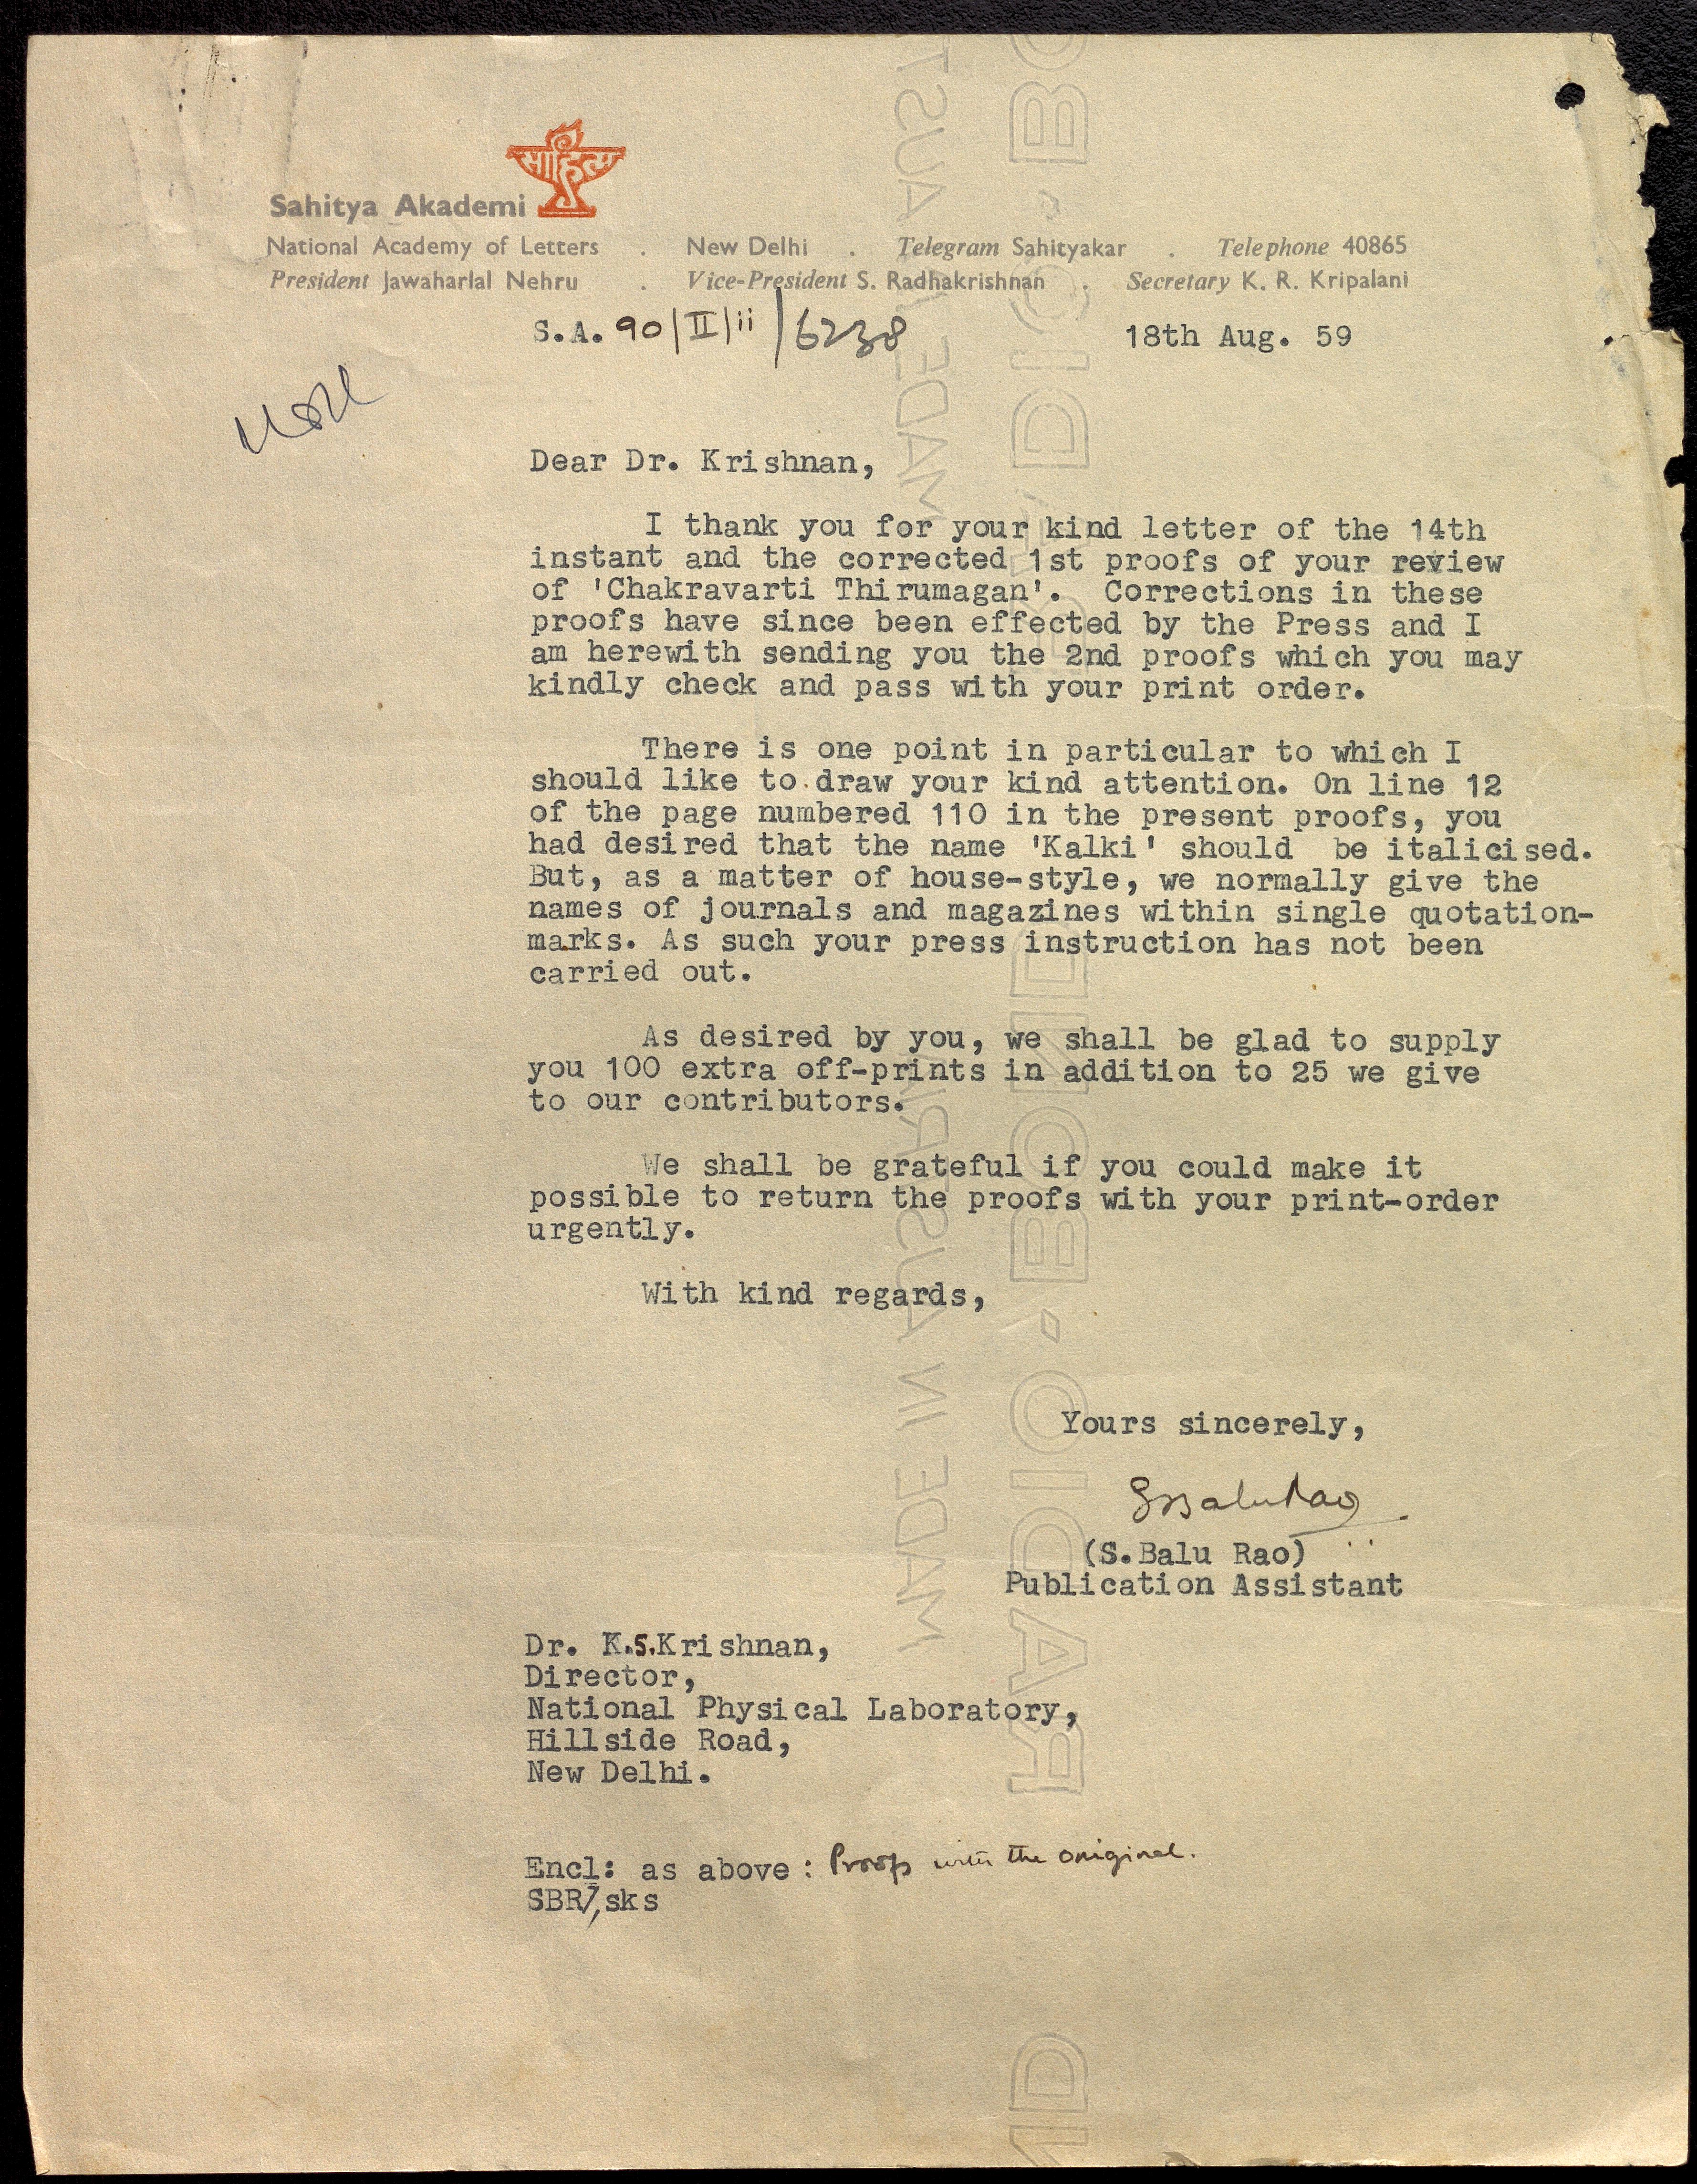 साहित्य
Sahitya Akademi
National Academy of Letters . New Delhi . Telegram Sahityakar . Telephone 40865
President Jawaharlal Nehru . Vice-President S. Radhakrishnan . Secretary K. R. Kripalani
S.A. 90/II/ii/6238 18th Aug. 59
Dear Dr. Krishnan,
I thank you for your kind letter of the 14th
instant and the corrected 1st proofs of your review
of 'Chakravarti Thirumagan'. Corrections in these
proofs have since been effected by the Press and I
am herewith sending you the 2nd proofs which you may
kindly check and pass with your print order.
There is one point in particular to which I
should like to draw your kind attention. On line 12
of the page numbered 110 in the present proofs, you
had desired that the name 'Kalki' should be italicised.
But, as a matter of house-style, we normally give the
names of journals and magazines within single quotation-
marks. As such your press instruction has not been
carried out.
As desired by you, we shall be glad to supply
you 100 extra off-prints in addition to 25 we give
to our contributors.
We shall be grateful if you could make it
possible to return the proofs with your print-order
urgently.
With kind regards,
Yours sincerely,
SBaluRao
(S.Balu Rao)
Publication Assistant
Dr. K.S.Krishnan,
Director,
National Physical Laboratory,
Hillside Road,
New Delhi.
Encl: as above : Proofs with the original.
SBR/,sks
MADE IN AUSTRIA
RADIO BOND